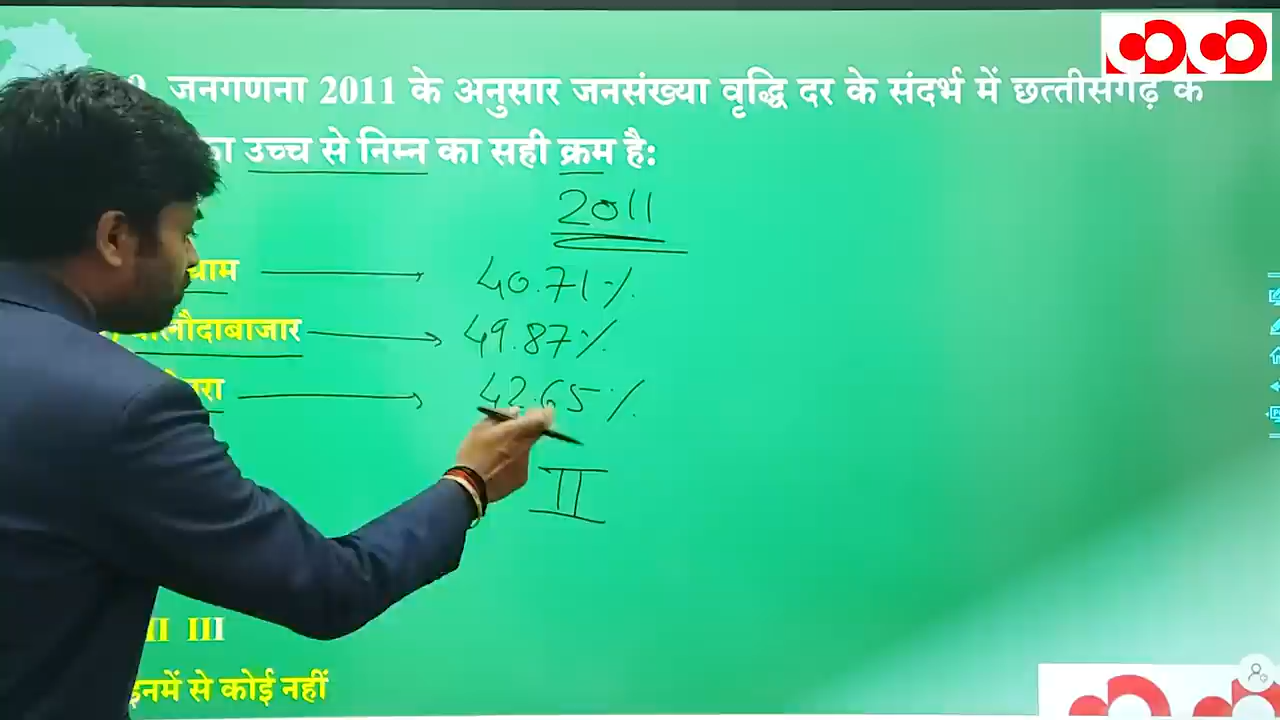 जनगणना 2011 के अनुसार जनसंख्या वृद्धि दर के संदर्भ में छत्तीसगढ़ के
का उच्च से निम्न का सही क्रम है:
2011
40.71%
बलौदाबाजार 49.87%
42.65%
II
II III
इनमें से कोई नहीं